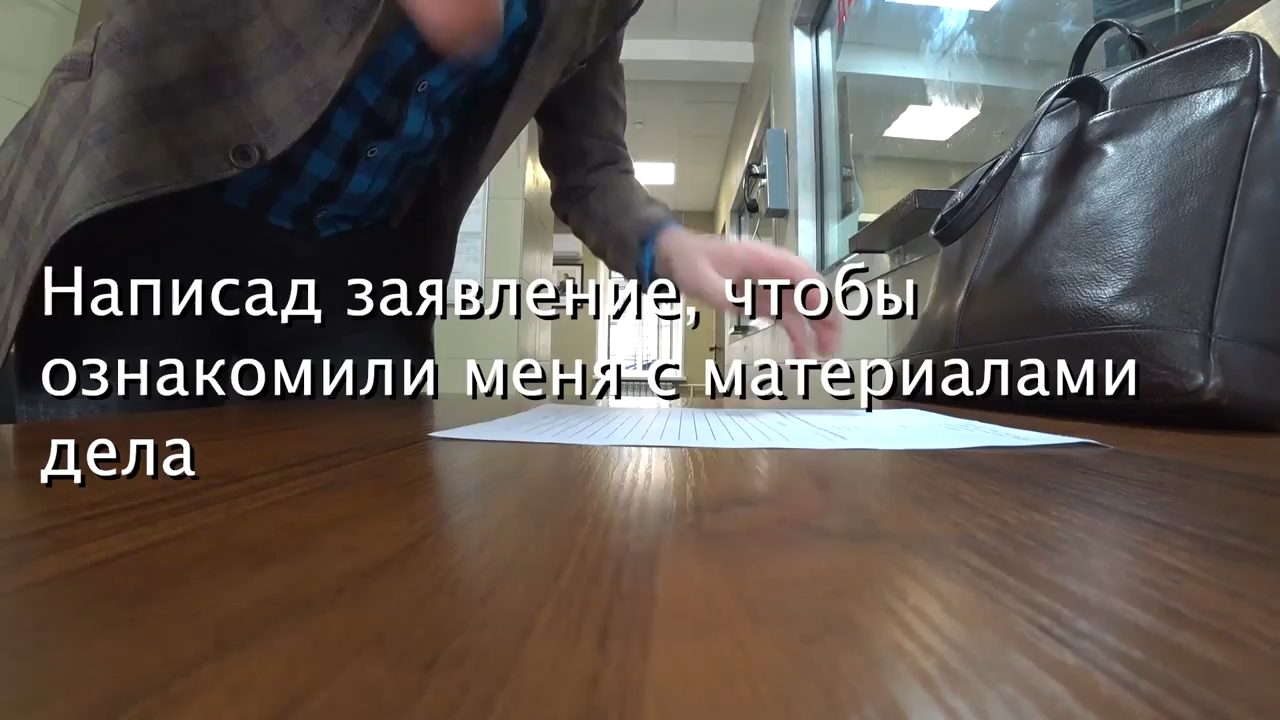 Написад заявление, чтобы
ознакомили меня с материалами
дела